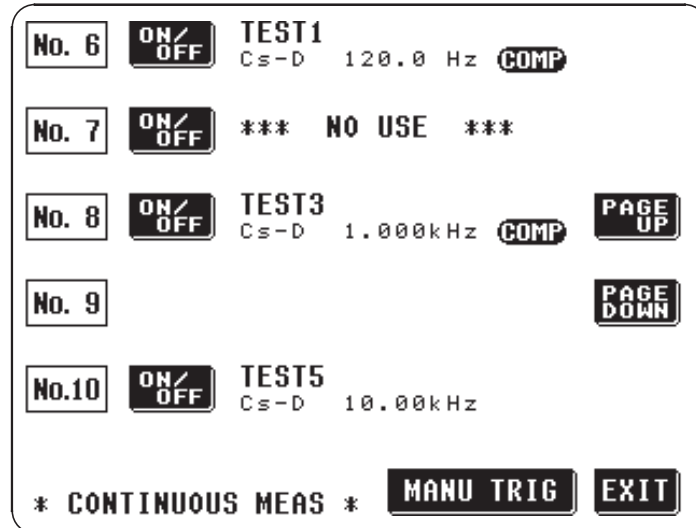 No. 6 ON/OFF TEST1
Cs-D 120.0 Hz COMP
No. 7 ON/OFF *** NO USE ***
No. 8 ON/OFF TEST3 PAGE UP
Cs-D 1.000kHz COMP
No. 9 PAGE DOWN
No.10 ON/OFF TEST5
Cs-D 10.00kHz
* CONTINUOUS MEAS * MANU TRIG EXIT